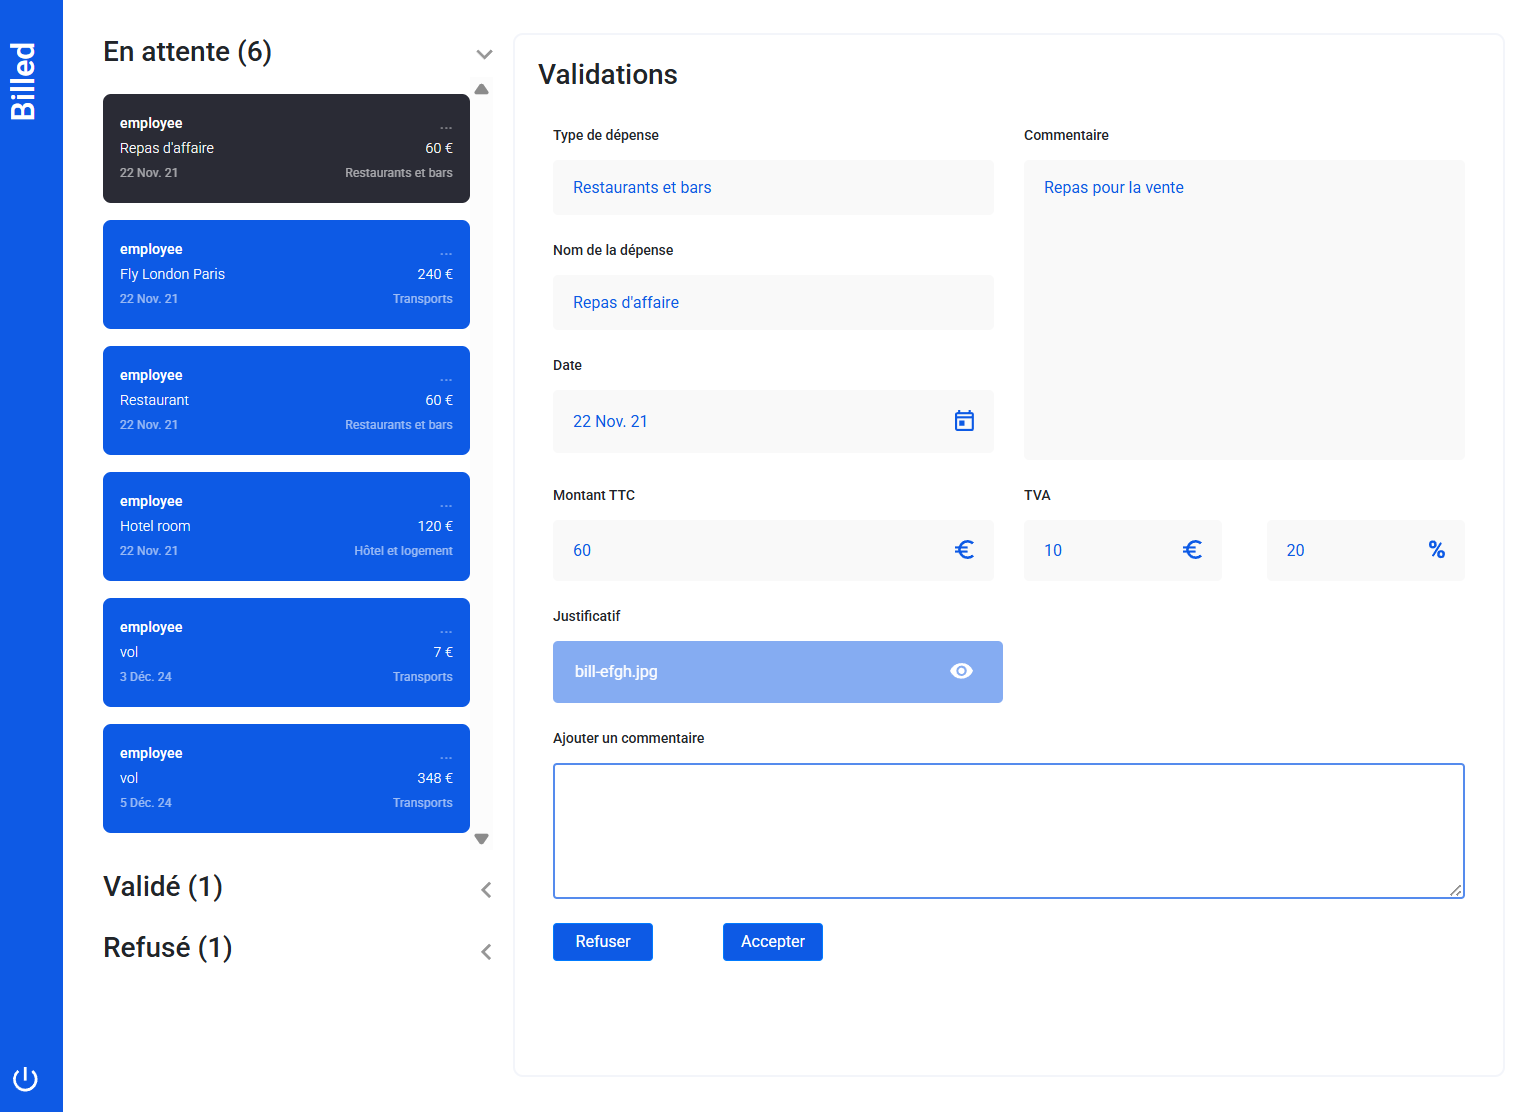 Billed
En attente (6)
employee
...
Repas d'affaire
60 €
22 Nov. 21
Restaurants et bars
employee
...
Fly London Paris
240 €
22 Nov. 21
Transports
employee
...
Restaurant
60 €
22 Nov. 21
Restaurants et bars
employee
...
Hotel room
120 €
22 Nov. 21
Hôtel et logement
employee
...
vol
7 €
3 Déc. 24
Transports
employee
...
vol
348 €
5 Déc. 24
Transports
Validé (1)
Refusé (1)
Validations
Type de dépense
Restaurants et bars
Nom de la dépense
Repas d'affaire
Date
22 Nov. 21
Commentaire
Repas pour la vente
Montant TTC
60 €
TVA
10 €
20 %
Justificatif
bill-efgh.jpg
Ajouter un commentaire
Refuser
Accepter